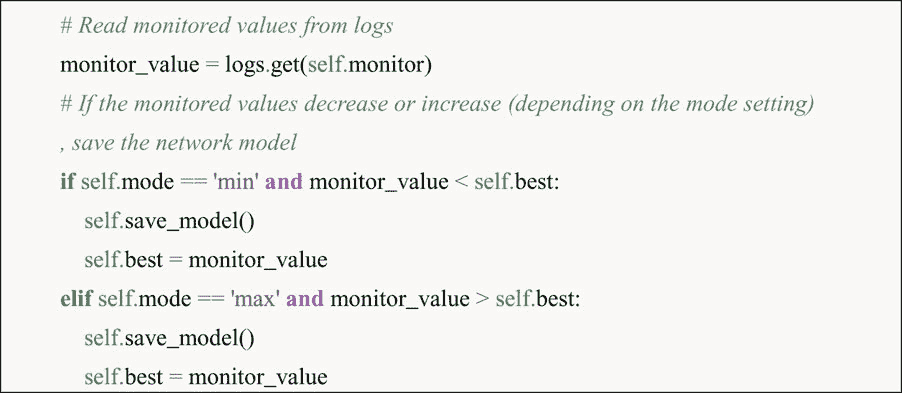 # Read monitored values from logs
monitor_value = logs.get(self.monitor)
# If the monitored values decrease or increase (depending on the mode setting)
, save the network model
if self.mode == 'min' and monitor_value < self.best:
    self.save_model()
    self.best = monitor_value
elif self.mode == 'max' and monitor_value > self.best:
    self.save_model()
    self.best = monitor_value